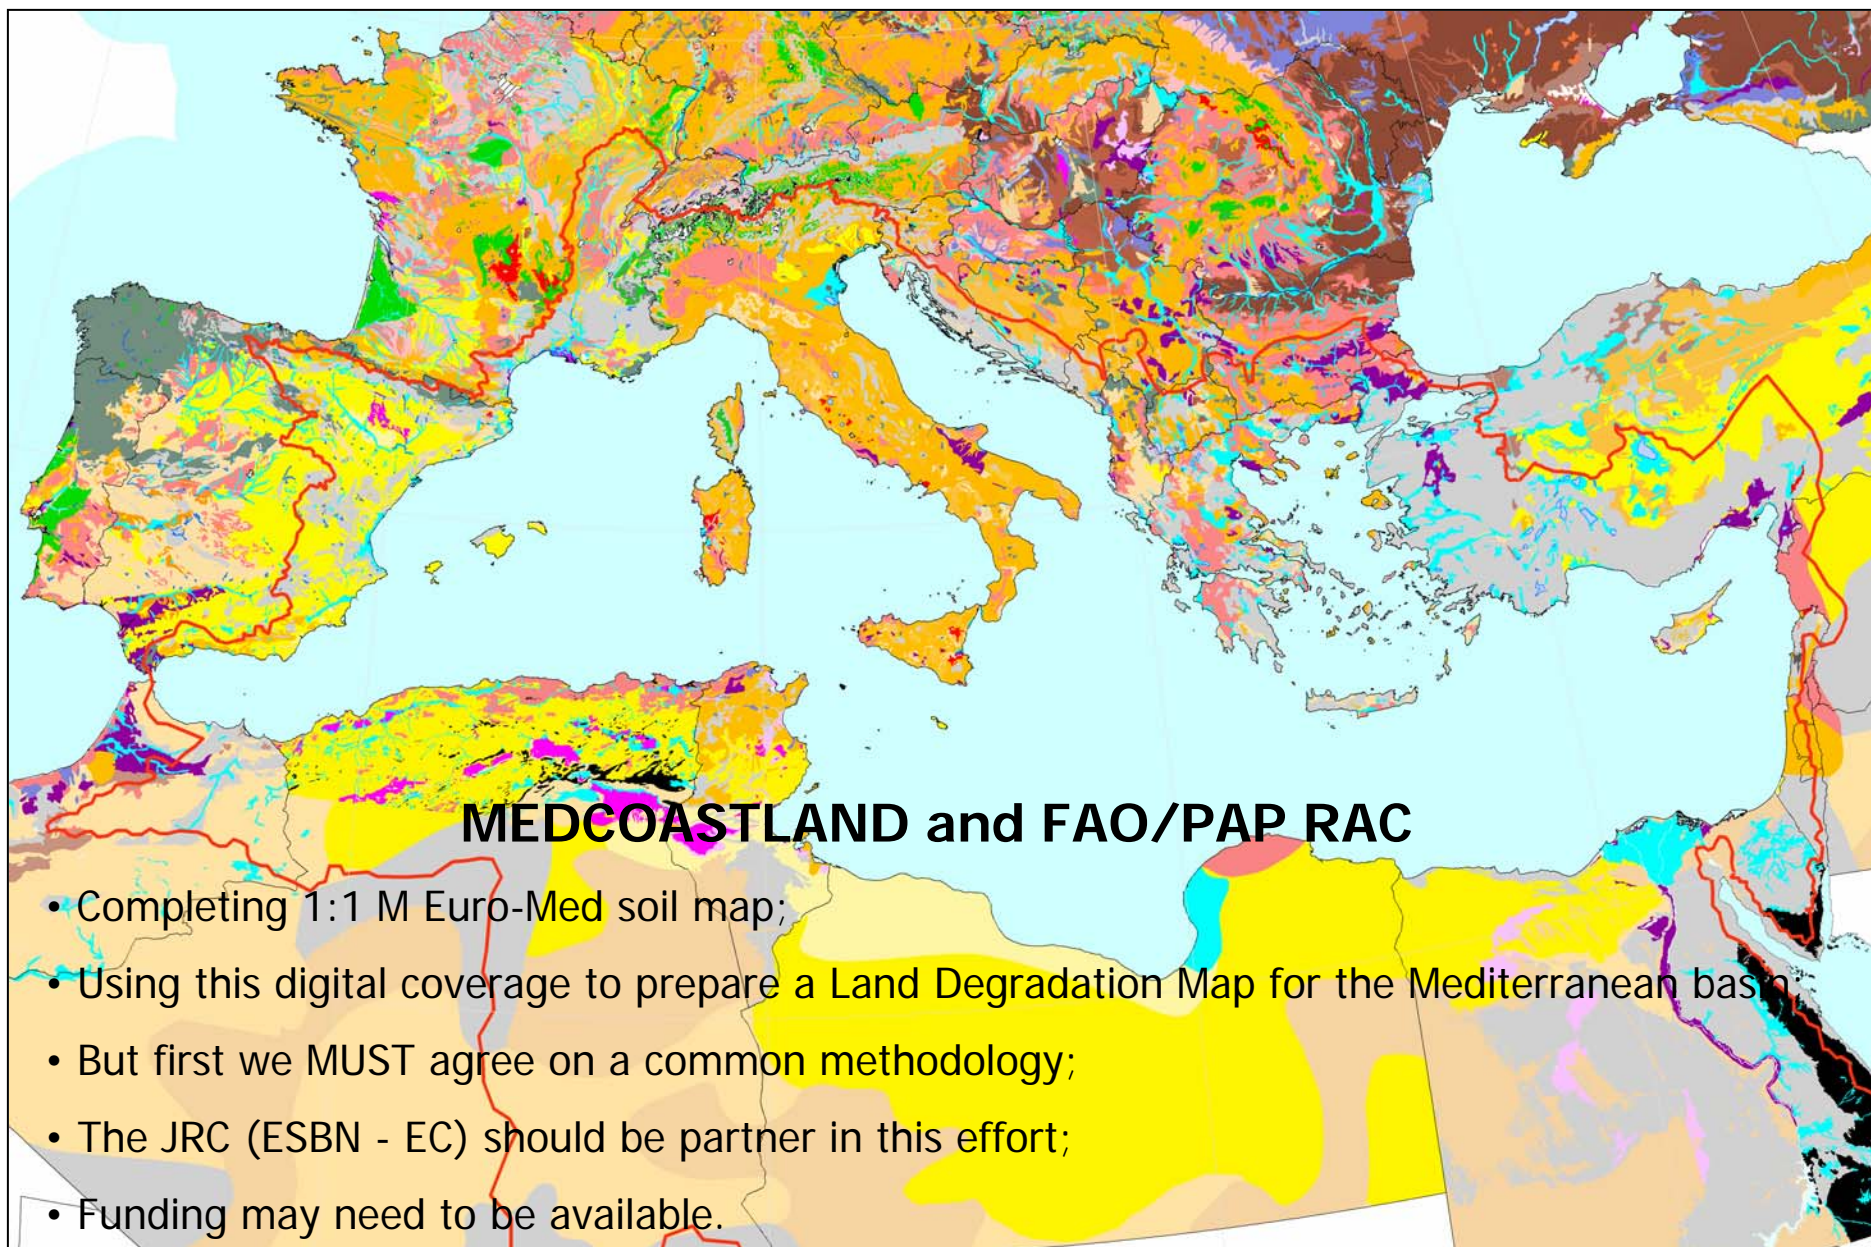 MEDCOASTLAND and FAO/PAP RAC
• Completing 1:1 M Euro-Med soil map;
• Using this digital coverage to prepare a Land Degradation Map for the Mediterranean basin;
• But first we MUST agree on a common methodology;
• The JRC (ESBN - EC) should be partner in this effort;
• Funding may need to be available.